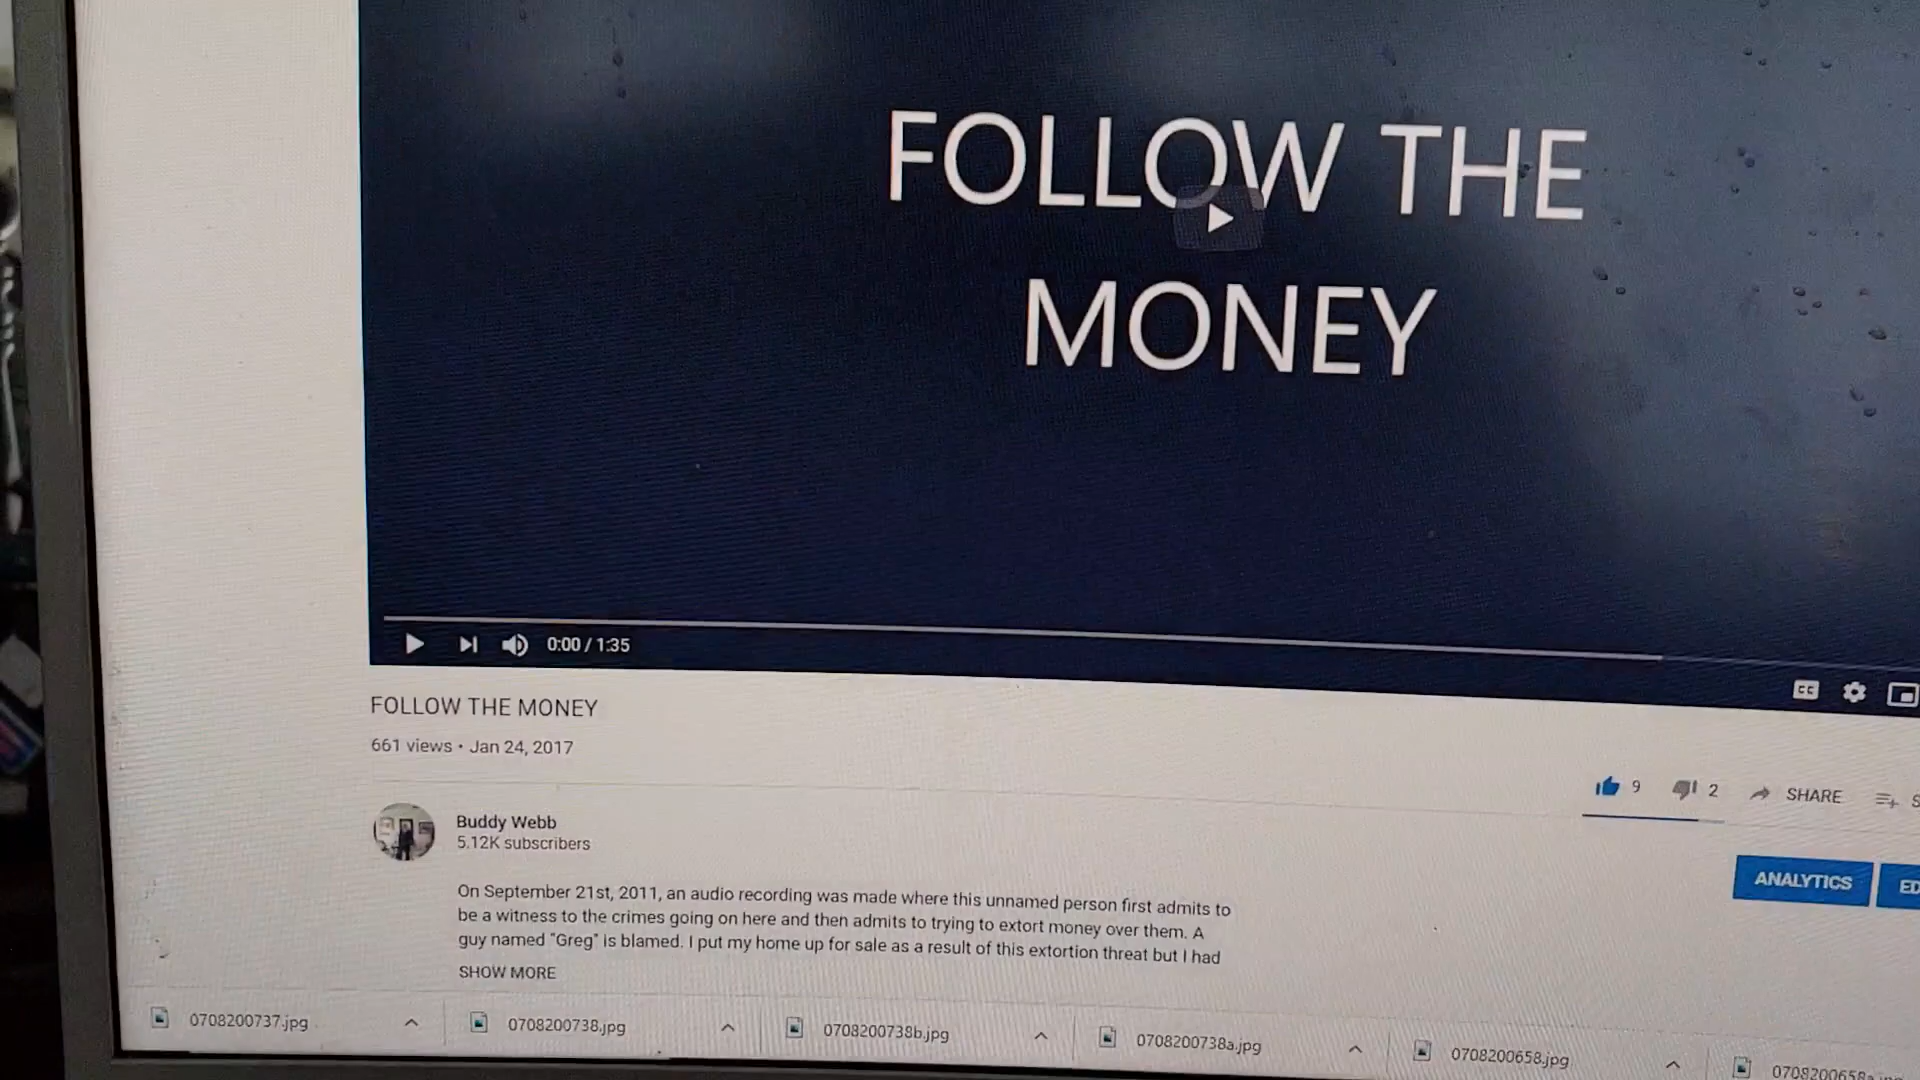 FOLLOW THE
MONEY
0:00 / 1:35
CC
FOLLOW THE MONEY
661 views • Jan 24, 2017
9
2
SHARE
Buddy Webb
5.12K subscribers
ANALYTICS
On September 21st, 2011, an audio recording was made where this unnamed person first admits to
be a witness to the crimes going on here and then admits to trying to extort money over them. A
guy named "Greg" is blamed. I put my home up for sale as a result of this extortion threat but I had
SHOW MORE
0708200737.jpg
0708200738.jpg
0708200738b.jpg
0708200738a.jpg
0708200658.jpg